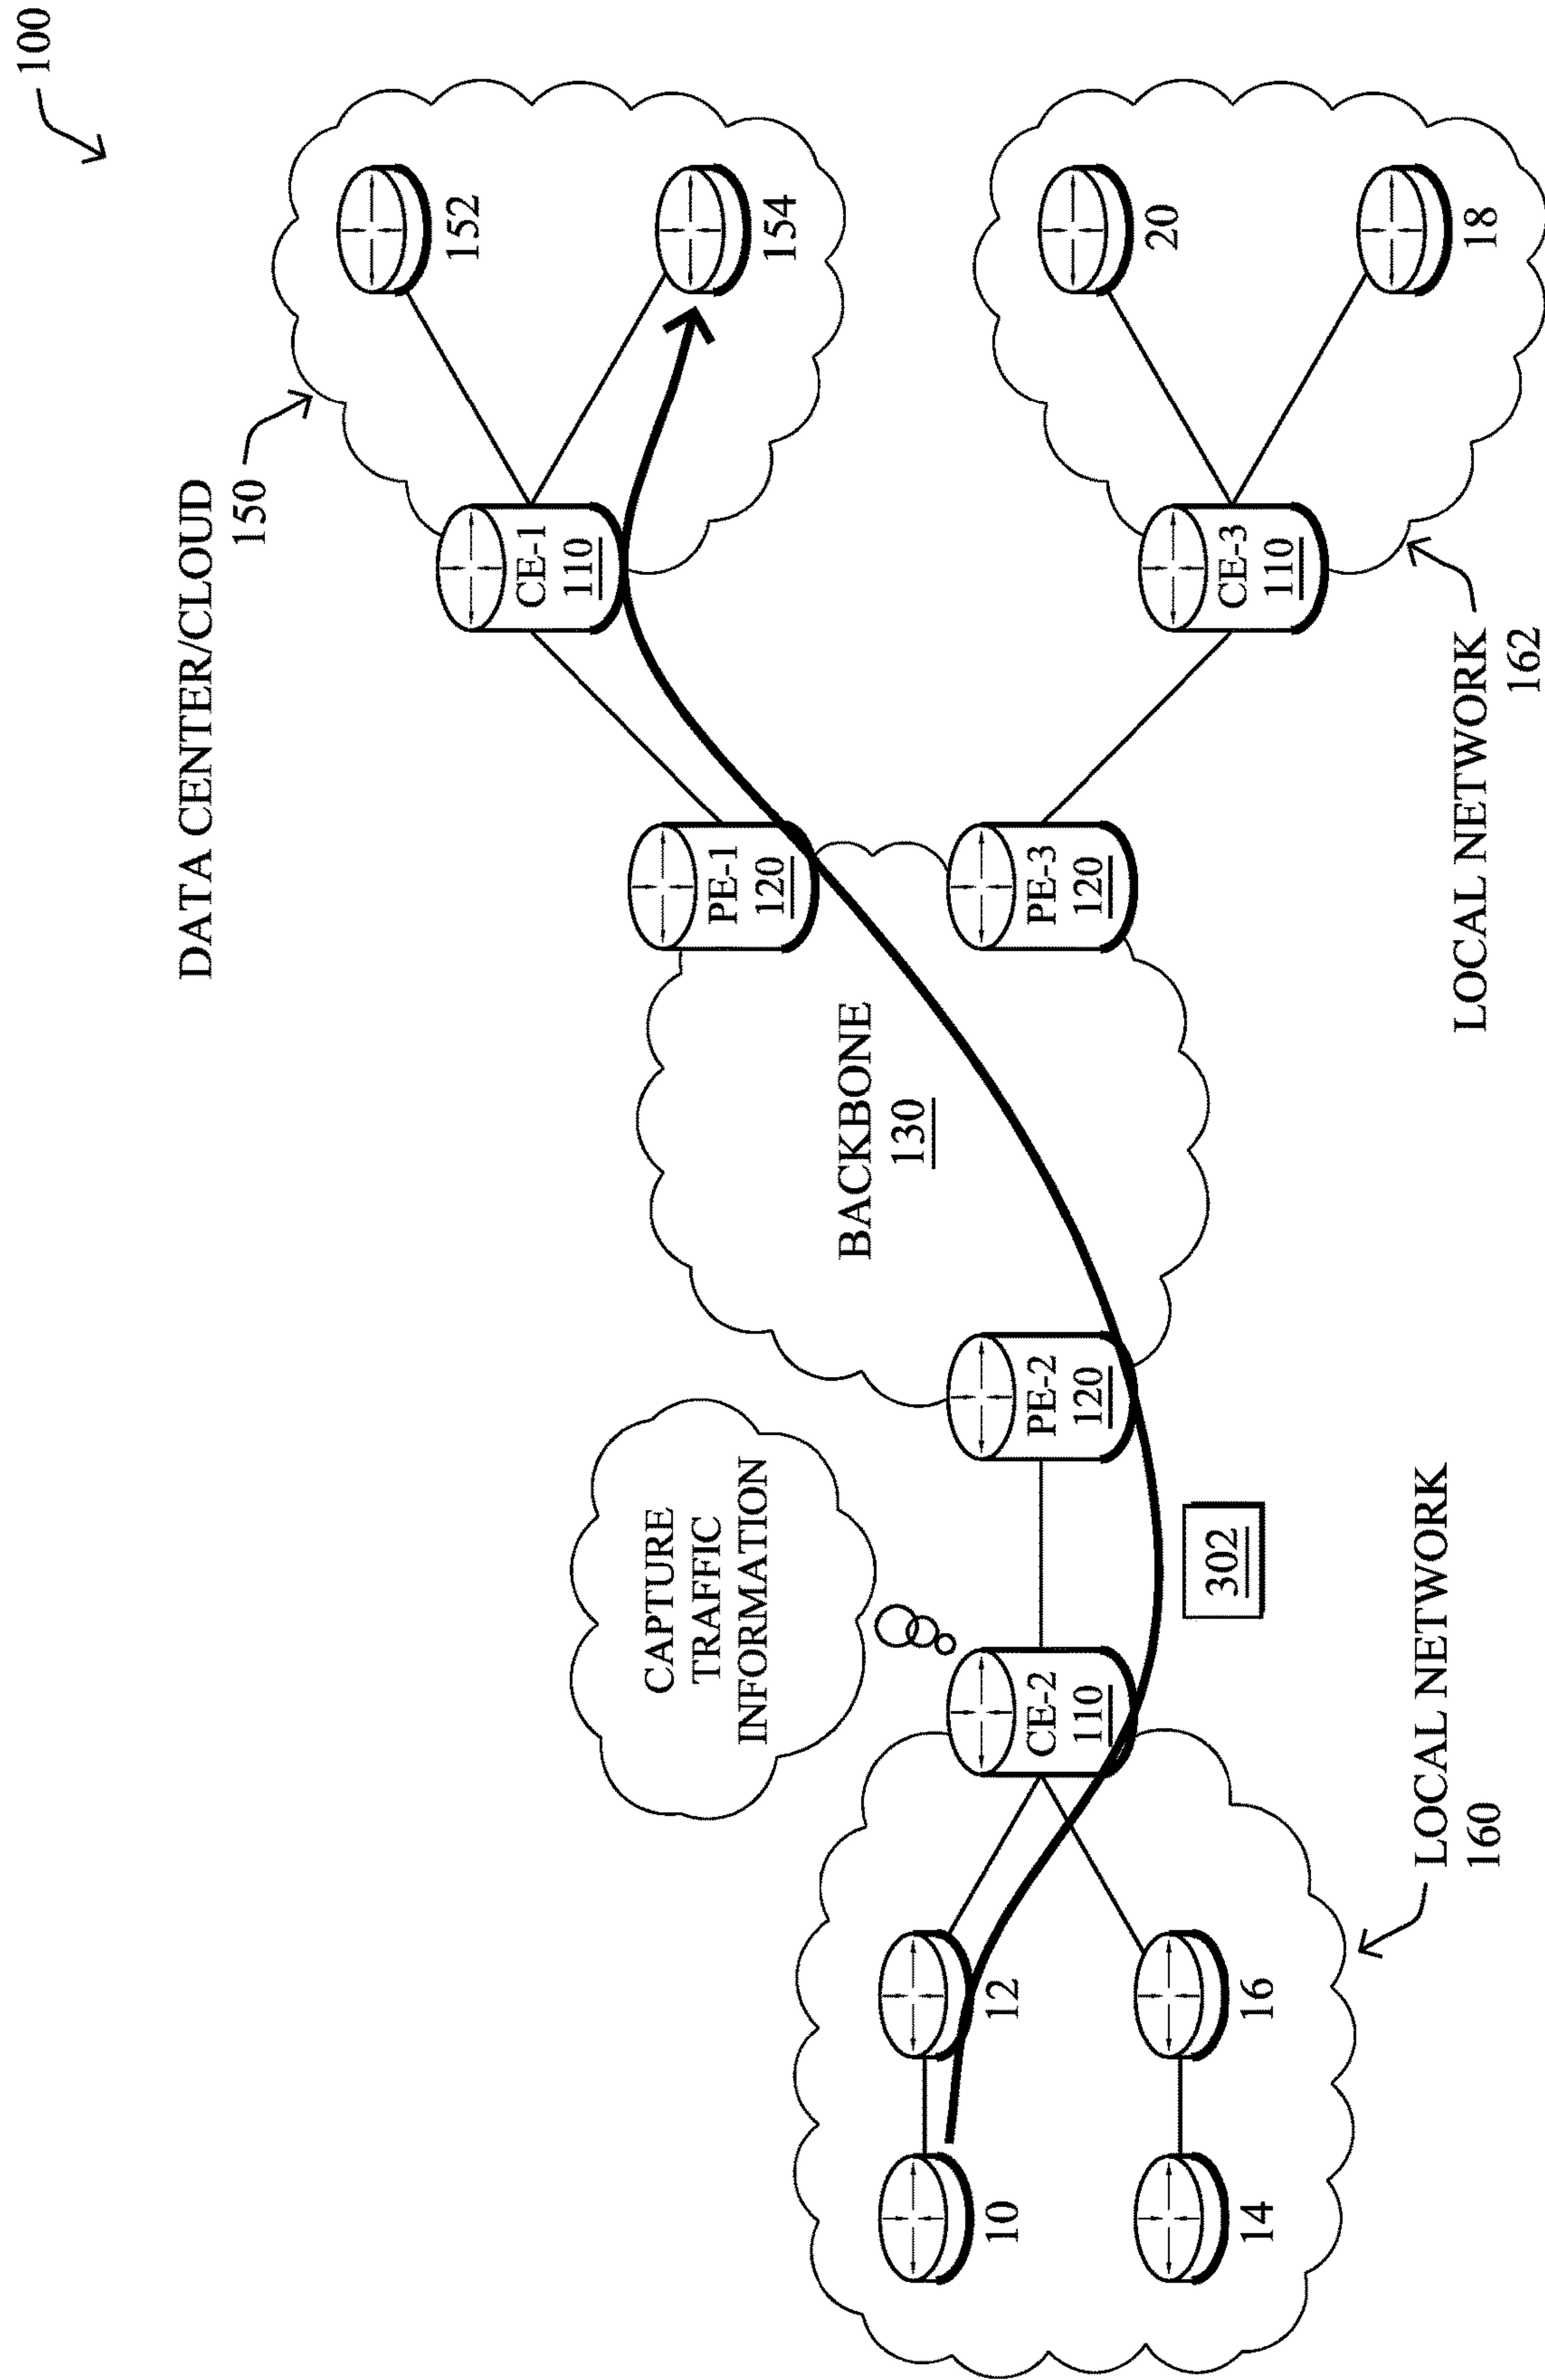 100
DATA CENTER/CLOUD
150
152
154
CE-1
110
PE-1
120
BACKBONE
130
PE-3
120
CE-3
110
20
18
LOCAL NETWORK
162
CAPTURE
TRAFFIC
INFORMATION
PE-2
120
302
CE-2
110
12
10
16
14
LOCAL NETWORK
160